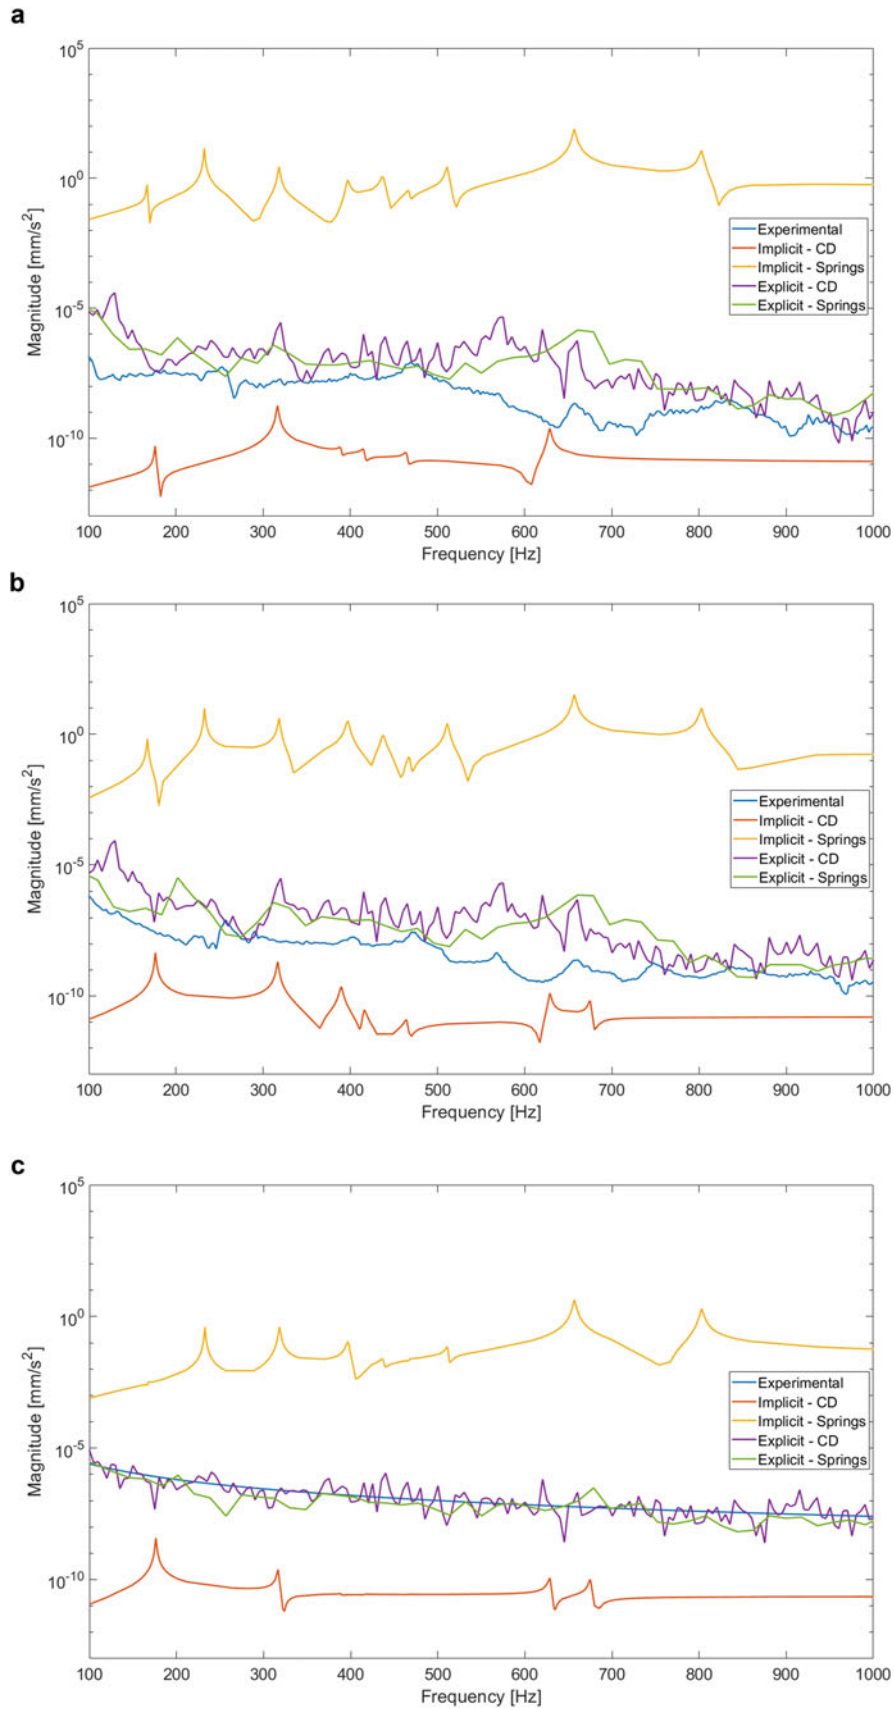 a
10^5
10^0
10^-5
10^-10
Magnitude [mm/s^2]
Experimental
Implicit - CD
Implicit - Springs
Explicit - CD
Explicit - Springs
100 200 300 400 500 600 700 800 900 1000
Frequency [Hz]
b
10^5
10^0
10^-5
10^-10
Magnitude [mm/s^2]
Experimental
Implicit - CD
Implicit - Springs
Explicit - CD
Explicit - Springs
100 200 300 400 500 600 700 800 900 1000
Frequency [Hz]
c
10^5
10^0
10^-5
10^-10
Magnitude [mm/s^2]
Experimental
Implicit - CD
Implicit - Springs
Explicit - CD
Explicit - Springs
100 200 300 400 500 600 700 800 900 1000
Frequency [Hz]